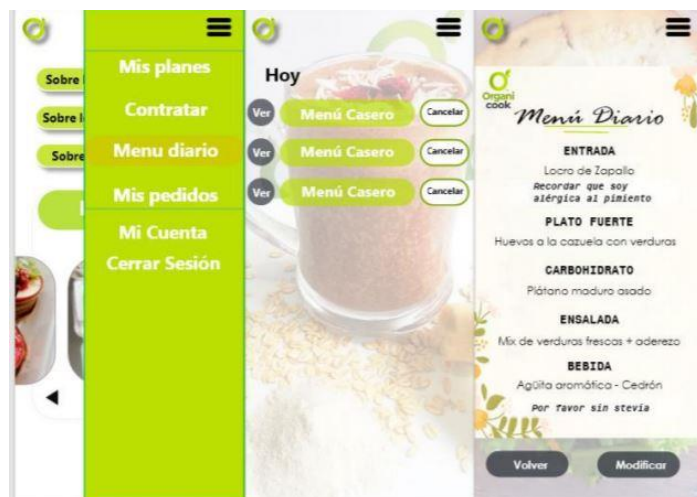 Sobre
Sobre
Sobre
Mis planes
Contratar
Menu diario
Mis pedidos
Mi Cuenta
Cerrar Sesión
Hoy
Ver Menú Casero Cancelar
Ver Menú Casero Cancelar
Ver Menú Casero Cancelar
Organi
cook
Menú Diario
ENTRADA
Locro de Zapallo
Recordar que soy
alérgica al pimiento
PLATO FUERTE
Huevos a la cazuela con verduras
CARBOHIDRATO
Plátano maduro asado
ENSALADA
Mix de verduras frescas + aderezo
BEBIDA
Agüita aromática - Cedrón
Por favor sin stevia
Volver Modificar